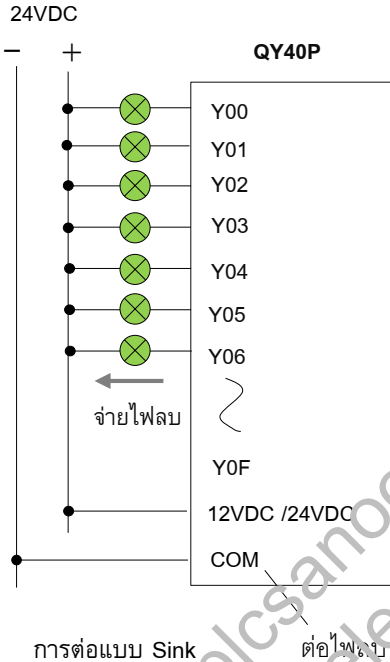 24VDC
− +
QY40P
Y00
Y01
Y02
Y03
Y04
Y05
Y06
จ่ายไฟลบ
Y0F
12VDC /24VDC
COM
การต่อแบบ Sink
ต่อไฟลบ